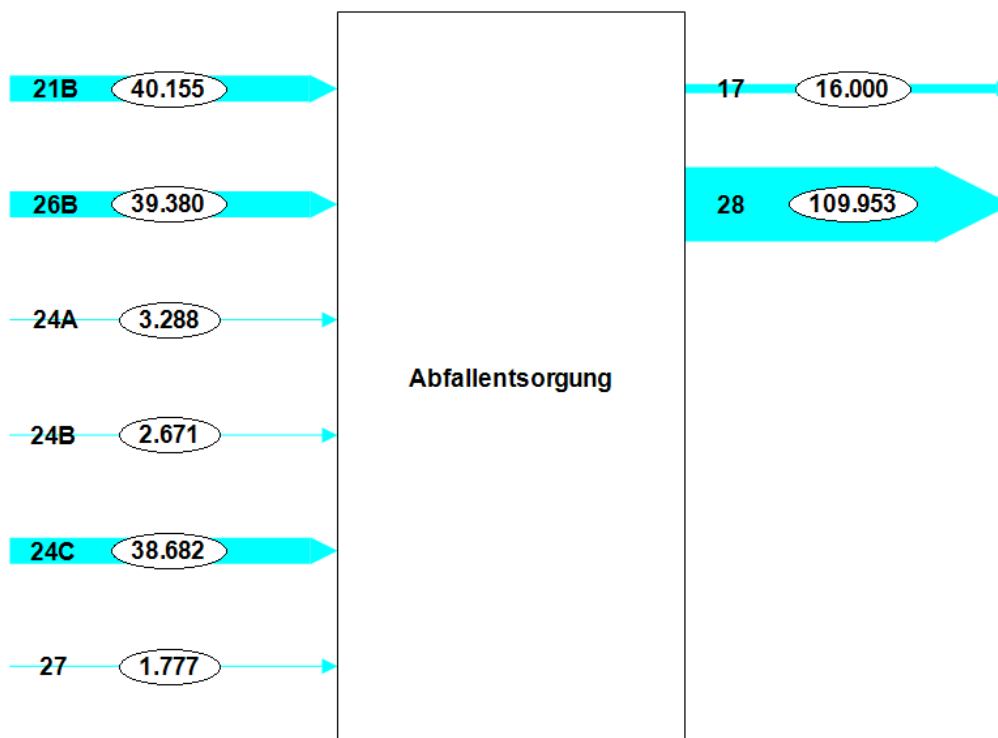 21B 40.155
26B 39.380
24A 3.288
24B 2.671
24C 38.682
27 1.777
Abfallentsorgung
17 16.000
28 109.953